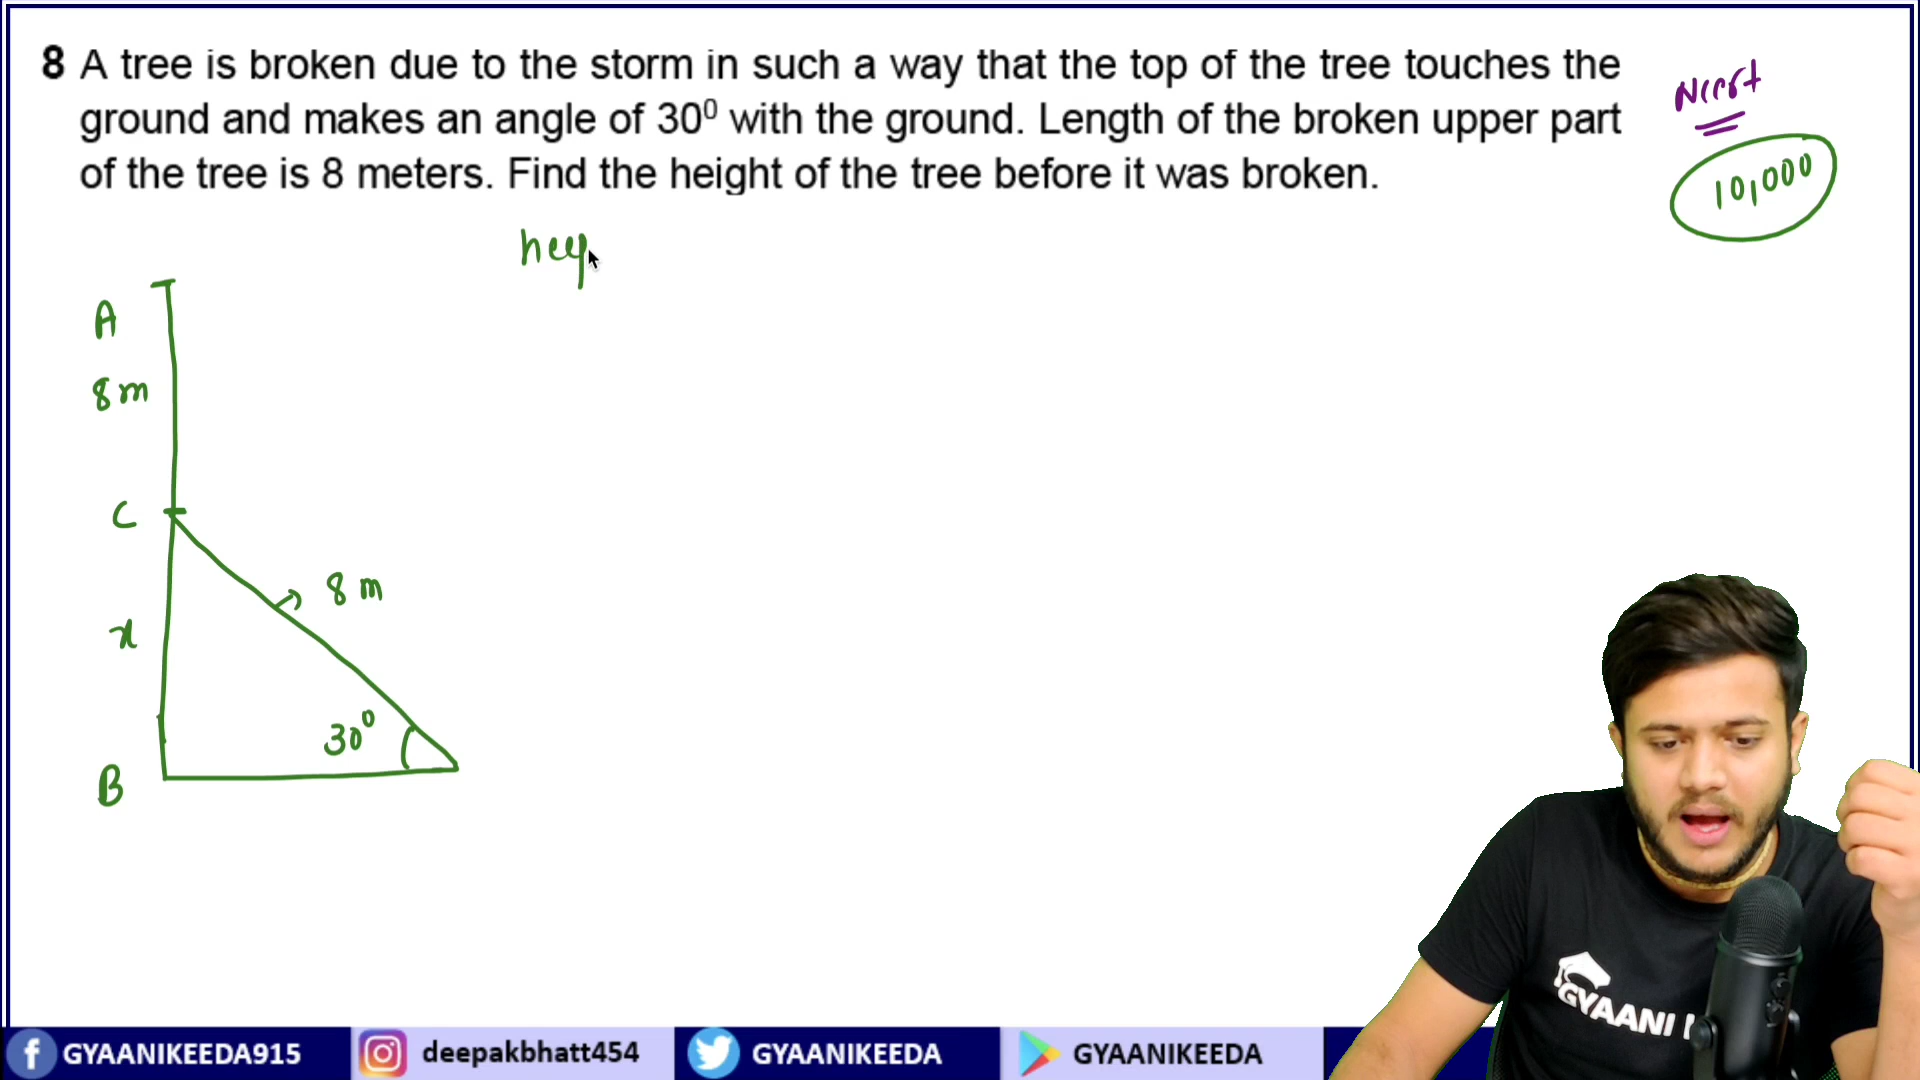 8 A tree is broken due to the storm in such a way that the top of the tree touches the
ground and makes an angle of 30⁰ with the ground. Length of the broken upper part
of the tree is 8 meters. Find the height of the tree before it was broken.
Ncert
10,000
A
8m
C
8 m
x
30⁰
B
GYAANI
GYAANIKEEDA915
deepakbhatt454
GYAANIKEEDA
GYAANIKEEDA